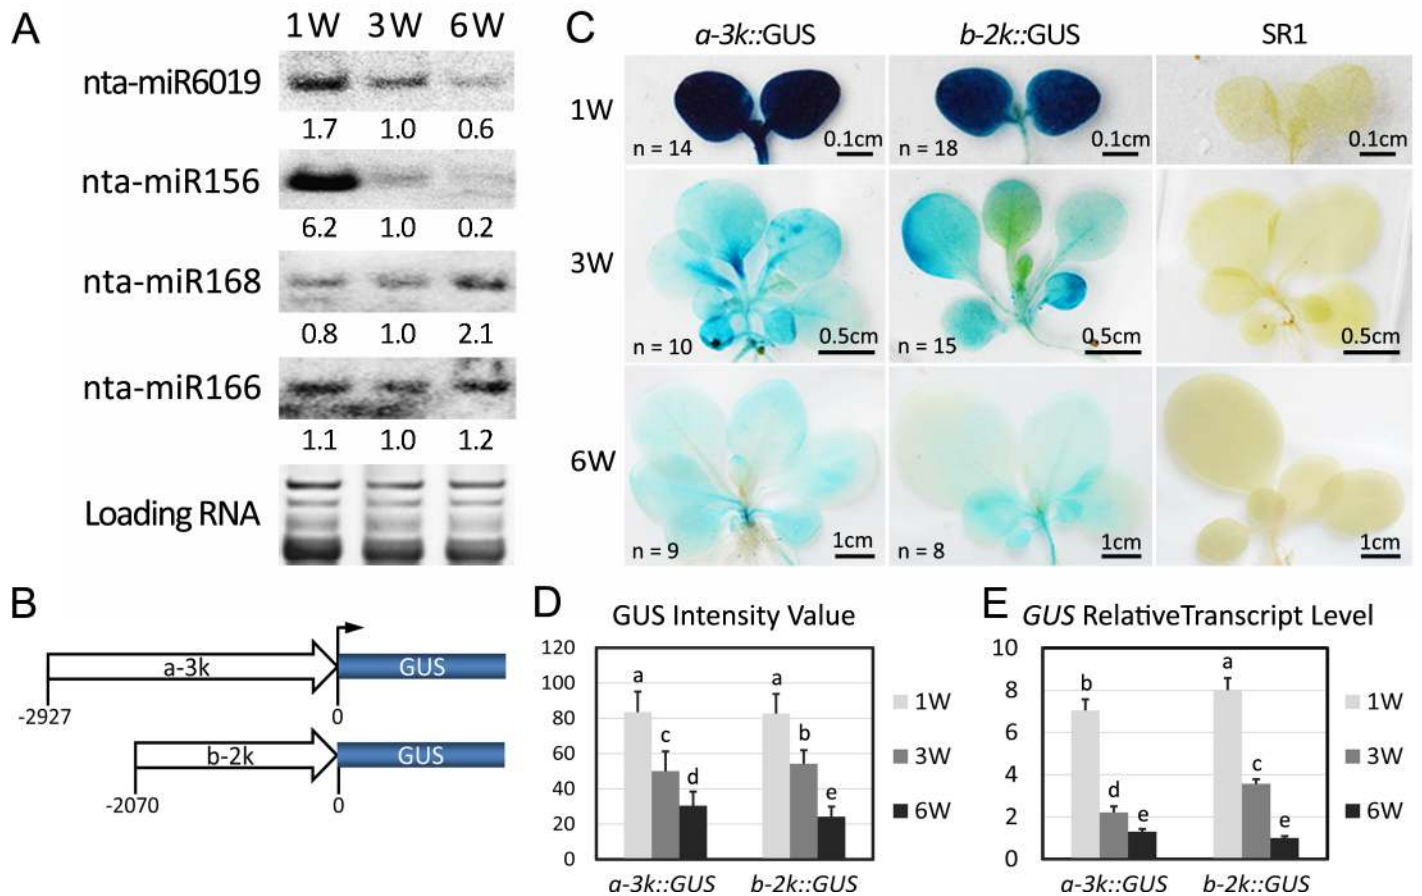 A
1W 3W 6W
nta-miR6019
1.7 1.0 0.6
nta-miR156
6.2 1.0 0.2
nta-miR168
0.8 1.0 2.1
nta-miR166
1.1 1.0 1.2
Loading RNA
B
a-3k GUS
-2927 0
b-2k GUS
-2070 0
C
a-3k::GUS b-2k::GUS SR1
1W
n = 14 0.1cm
n = 18 0.1cm
0.1cm
3W
n = 10 0.5cm
n = 15 0.5cm
0.5cm
6W
n = 9 1cm
n = 8 1cm
1cm
D
GUS Intensity Value
120
100
80
60
40
20
0
a c d
a b e
a-3k::GUS b-2k::GUS
1W
3W
6W
E
GUS RelativeTranscript Level
10
8
6
4
2
0
b d e
a c e
a-3k::GUS b-2k::GUS
1W
3W
6W